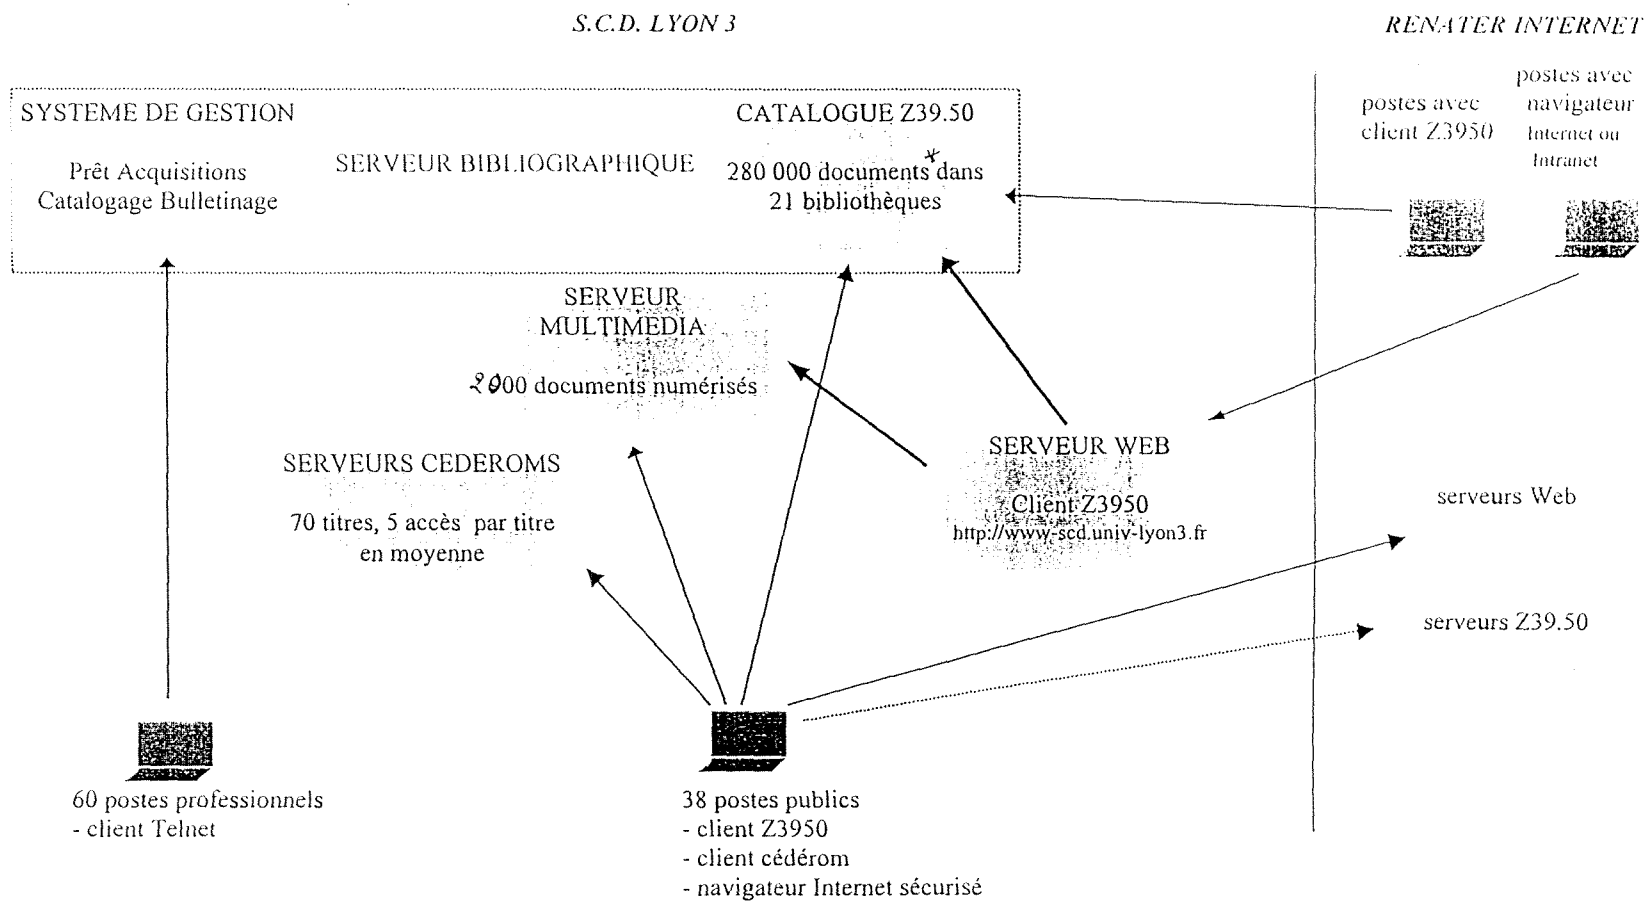 S.C.D. LYON 3
RENATER INTERNET
SYSTEME DE GESTION
Prêt Acquisitions
Catalogage Bulletinage
SERVEUR BIBLIOGRAPHIQUE
CATALOGUE Z39.50
280 000 documents* dans
21 bibliothèques
postes avec
client Z3950
postes avec
navigateur
Internet ou
Intranet
SERVEUR
MULTIMEDIA
2000 documents numérisés
SERVEURS CEDEROMS
70 titres, 5 accès par titre
en moyenne
SERVEUR WEB
Client Z3950
http://www-scd.univ-lyon3.fr
serveurs Web
serveurs Z39.50
60 postes professionnels
- client Telnet
38 postes publics
- client Z3950
- client cédérom
- navigateur Internet sécurisé